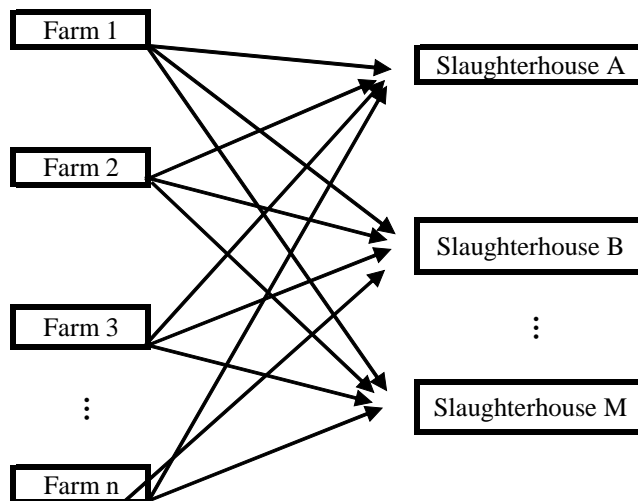 Farm 1
Slaughterhouse A
Farm 2
Slaughterhouse B
Farm 3
...
Slaughterhouse M
...
Farm n